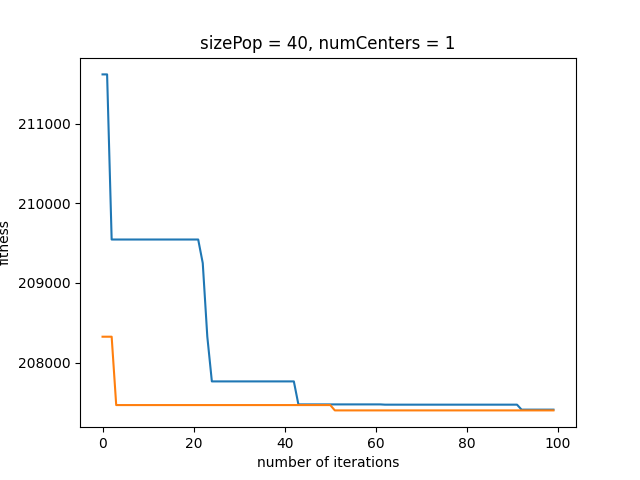 sizePop = 40, numCenters = 1
211000
210000
209000
208000
fitness
0 20 40 60 80 100
number of iterations